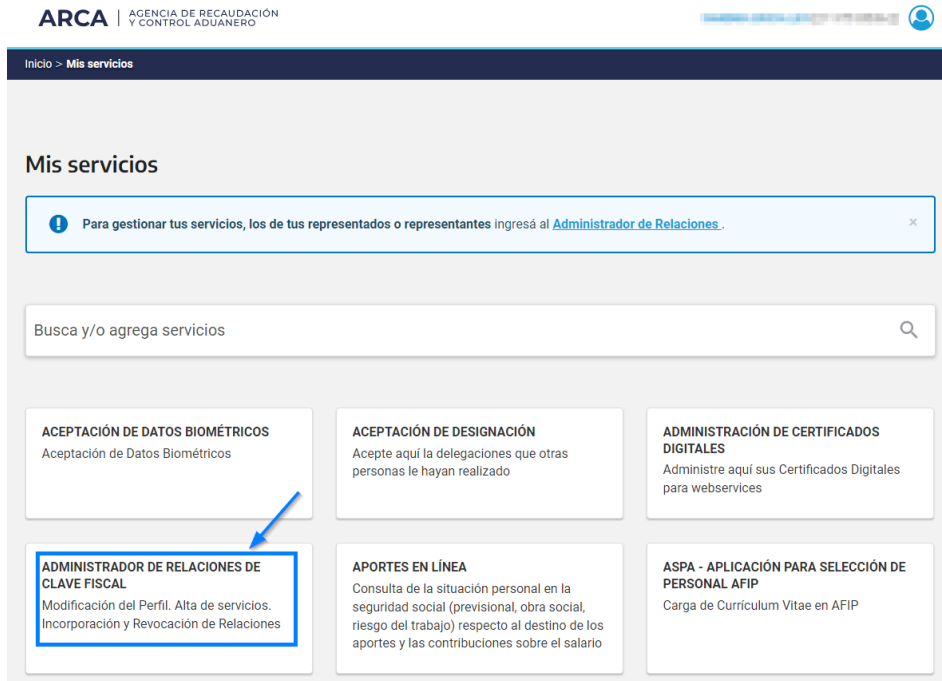 ARCA | AGENCIA DE RECAUDACIÓN
Y CONTROL ADUANERO
Inicio > Mis servicios
Mis servicios
Para gestionar tus servicios, los de tus representados o representantes ingresá al Administrador de Relaciones .
×
Busca y/o agrega servicios
ACEPTACIÓN DE DATOS BIOMÉTRICOS
Aceptación de Datos Biométricos
ACEPTACIÓN DE DESIGNACIÓN
Acepte aquí la delegaciones que otras
personas le hayan realizado
ADMINISTRACIÓN DE CERTIFICADOS
DIGITALES
Administre aquí sus Certificados Digitales
para webservices
ADMINISTRADOR DE RELACIONES DE
CLAVE FISCAL
Modificación del Perfil. Alta de servicios.
Incorporación y Revocación de Relaciones
APORTES EN LÍNEA
Consulta de la situación personal en la
seguridad social (previsional, obra social,
riesgo del trabajo) respecto al destino de los
aportes y las contribuciones sobre el salario
ASPA - APLICACIÓN PARA SELECCIÓN DE
PERSONAL AFIP
Carga de Currículum Vitae en AFIP